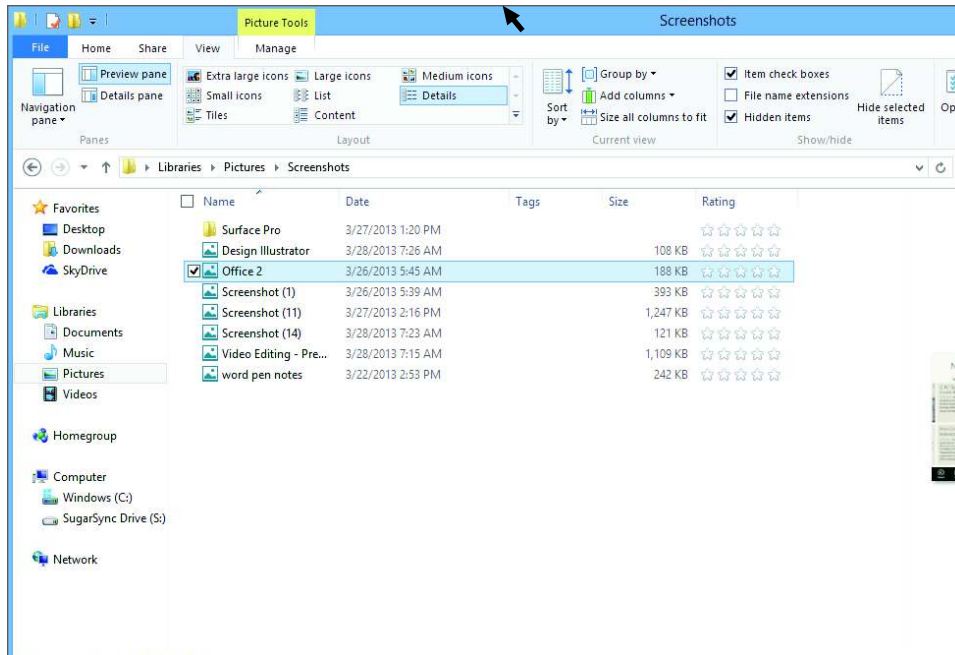 Picture Tools Screenshots
File Home Share View Manage
Preview pane Extra large icons Large icons Medium icons Group by Item check boxes
Details pane Small icons List Details Add columns File name extensions
Navigation pane Tiles Content Sort by Size all columns to fit Hidden items Hide selected items Op
Panes Layout Current view Show/hide
Libraries Pictures Screenshots
Name Date Tags Size Rating
Favorites
Desktop Surface Pro 3/27/2013 1:20 PM
Downloads Design Illustrator 3/28/2013 7:26 AM 108 KB
SkyDrive Office 2 3/26/2013 5:45 AM 188 KB
Screenshot (1) 3/26/2013 5:39 AM 393 KB
Libraries Screenshot (11) 3/27/2013 2:16 PM 1,247 KB
Documents Screenshot (14) 3/28/2013 7:23 AM 121 KB
Music Video Editing - Pre... 3/28/2013 7:15 AM 1,109 KB
Pictures word pen notes 3/22/2013 2:53 PM 242 KB
Videos
Homegroup
Computer
Windows (C:)
SugarSync Drive (S:)
Network